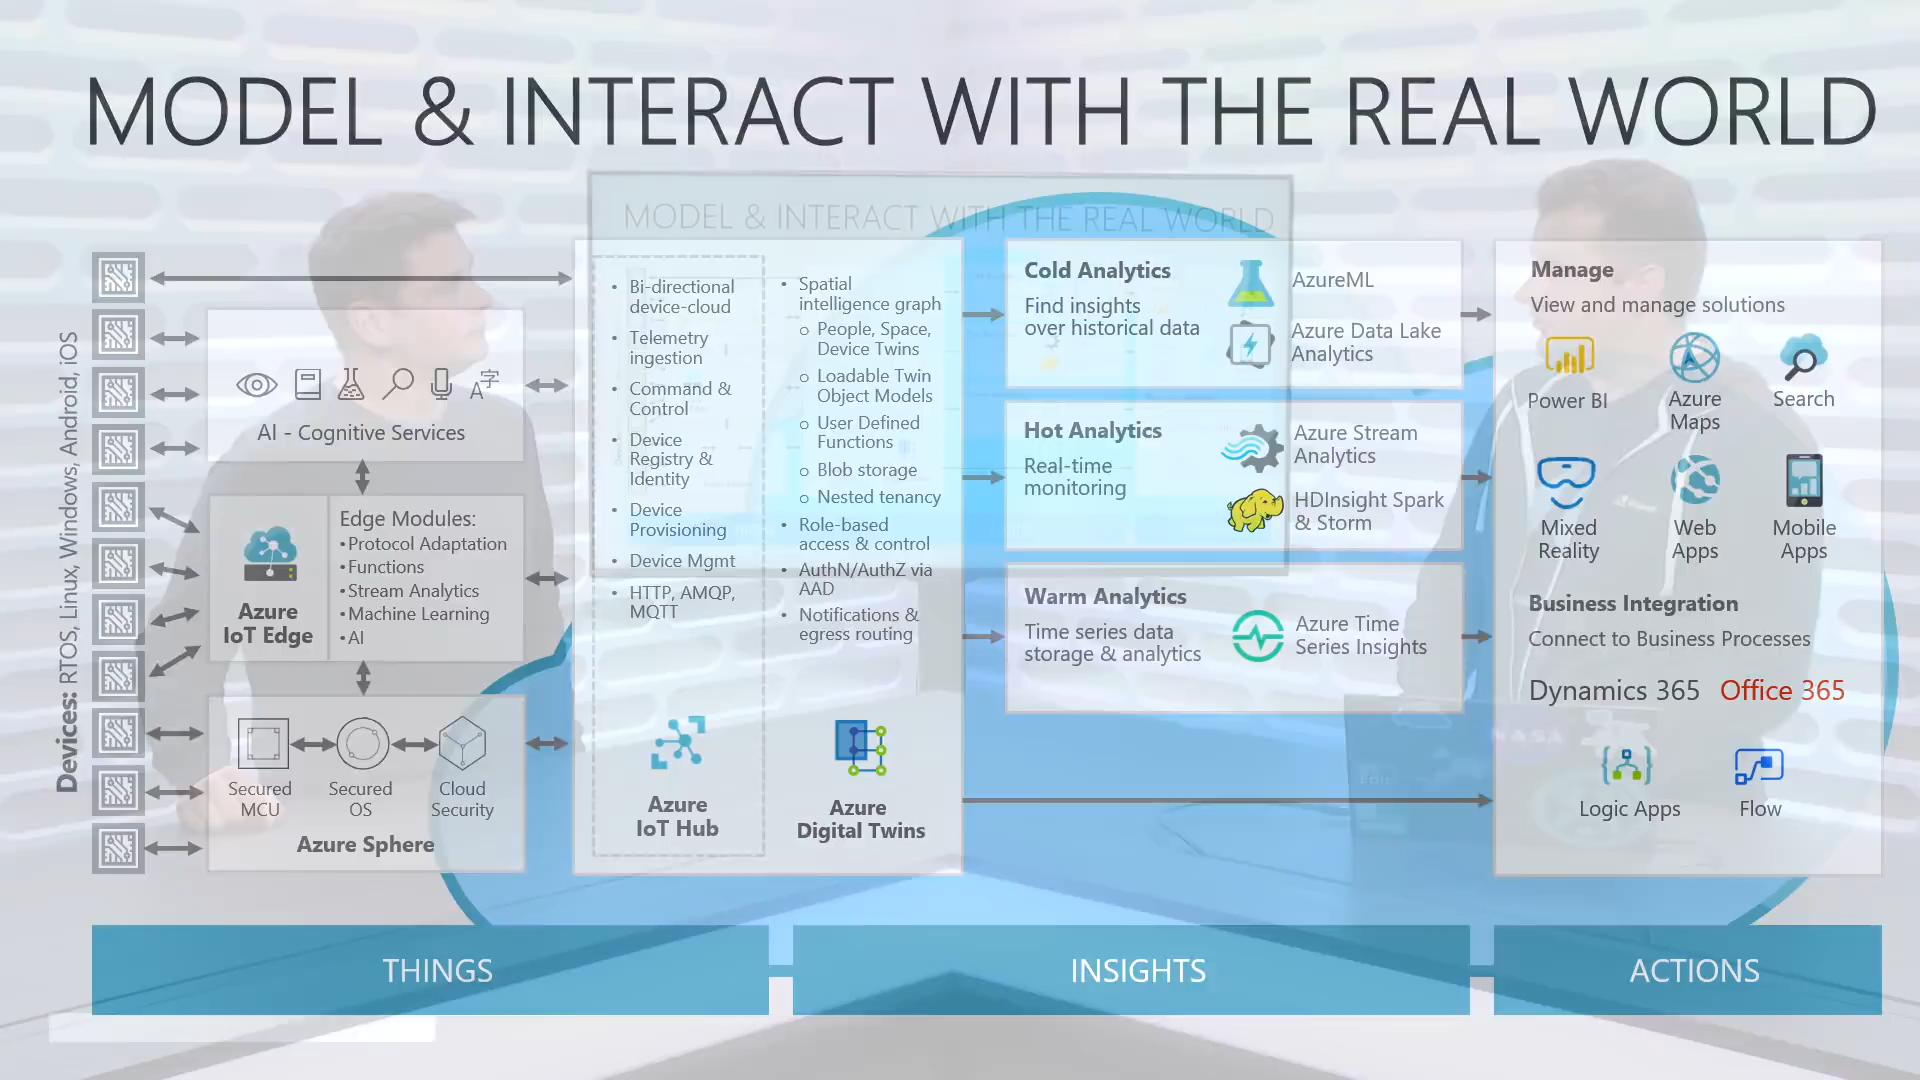 MODEL & INTERACT WITH THE REAL WORLD
MODEL & INTERACT WITH THE REAL WORLD
Devices: RTOS, Linux, Windows, Android, iOS
AI - Cognitive Services
Azure
IoT Edge
Edge Modules:
•Protocol Adaptation
•Functions
•Stream Analytics
•Machine Learning
•AI
Secured
MCU
Secured
OS
Cloud
Security
Azure Sphere
• Bi-directional
device-cloud
• Telemetry
ingestion
• Command &
Control
• Device
Registry &
Identity
• Device
Provisioning
• Device Mgmt
• HTTP, AMQP,
MQTT
Azure
IoT Hub
• Spatial
intelligence graph
o People, Space,
Device Twins
o Loadable Twin
Object Models
o User Defined
Functions
o Blob storage
o Nested tenancy
• Role-based
access & control
• AuthN/AuthZ via
AAD
• Notifications &
egress routing
Azure
Digital Twins
Cold Analytics
Find insights
over historical data
AzureML
Azure Data Lake
Analytics
Hot Analytics
Real-time
monitoring
Azure Stream
Analytics
HDInsight Spark
& Storm
Warm Analytics
Time series data
storage & analytics
Azure Time
Series Insights
Manage
View and manage solutions
Power BI
Azure
Maps
Search
Mixed
Reality
Web
Apps
Mobile
Apps
Business Integration
Connect to Business Processes
Dynamics 365
Office 365
NASA
Logic Apps
Flow
THINGS
INSIGHTS
ACTIONS